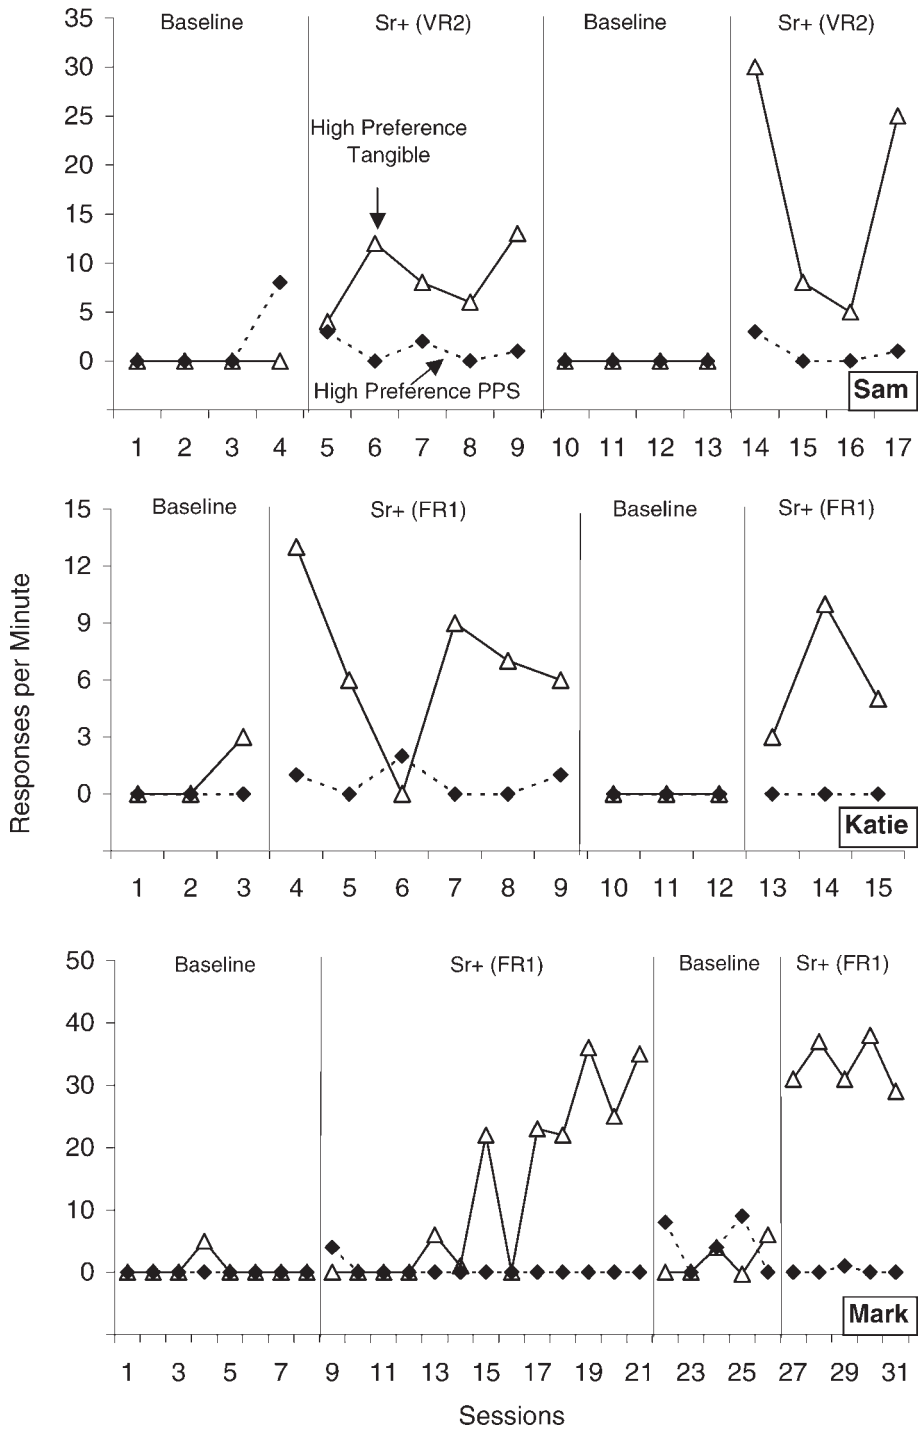 35
30
25
20
15
10
5
0
Baseline
Sr+ (VR2)
Baseline
Sr+ (VR2)
High Preference
Tangible
High Preference PPS
Sam
1 2 3 4 5 6 7 8 9 10 11 12 13 14 15 16 17
Responses per Minute
15
12
9
6
3
0
Baseline
Sr+ (FR1)
Baseline
Sr+ (FR1)
Katie
1 2 3 4 5 6 7 8 9 10 11 12 13 14 15
50
40
30
20
10
0
Baseline
Sr+ (FR1)
Baseline
Sr+ (FR1)
Mark
1 3 5 7 9 11 13 15 17 19 21 23 25 27 29 31
Sessions